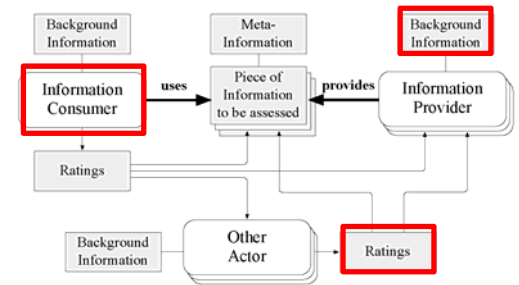 Background
Information
Meta-
Information
Background
Information
Information
Consumer
uses
Piece of
Information
to be assessed
provides
Information
Provider
Ratings
Background
Information
Other
Actor
Ratings